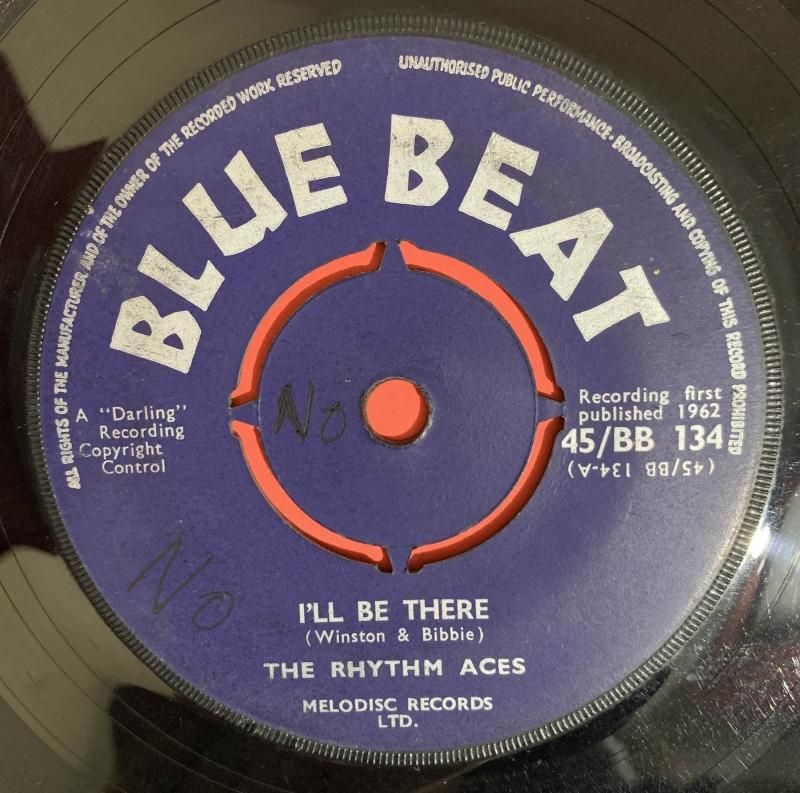 ALL RIGHTS OF THE MANUFACTURER AND OF THE OWNER OF THE RECORDED WORK RESERVED
UNAUTHORISED PUBLIC PERFORMANCE. BROADCASTING AND COPYING OF THIS RECORD PROHIBITED
BLUE BEAT
A "Darling"
Recording
Copyright
Control
No
Recording first
published 1962
45/BB 134
(45/BB 134-A)
No
I'LL BE THERE
(Winston & Bibbie)
THE RHYTHM ACES
MELODISC RECORDS
LTD.